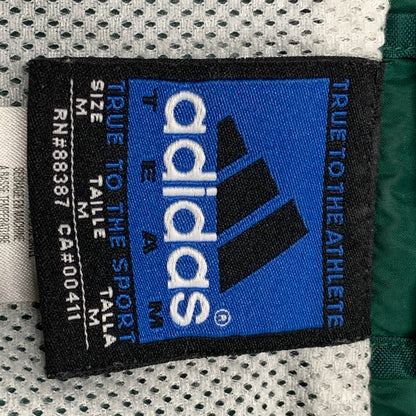 TRUE TO THE ATHLETE
adidas®
TEAM
TRUE TO THE SPORT
SIZE TAILLE TALLA
M M M
RN#88387 CA#00411